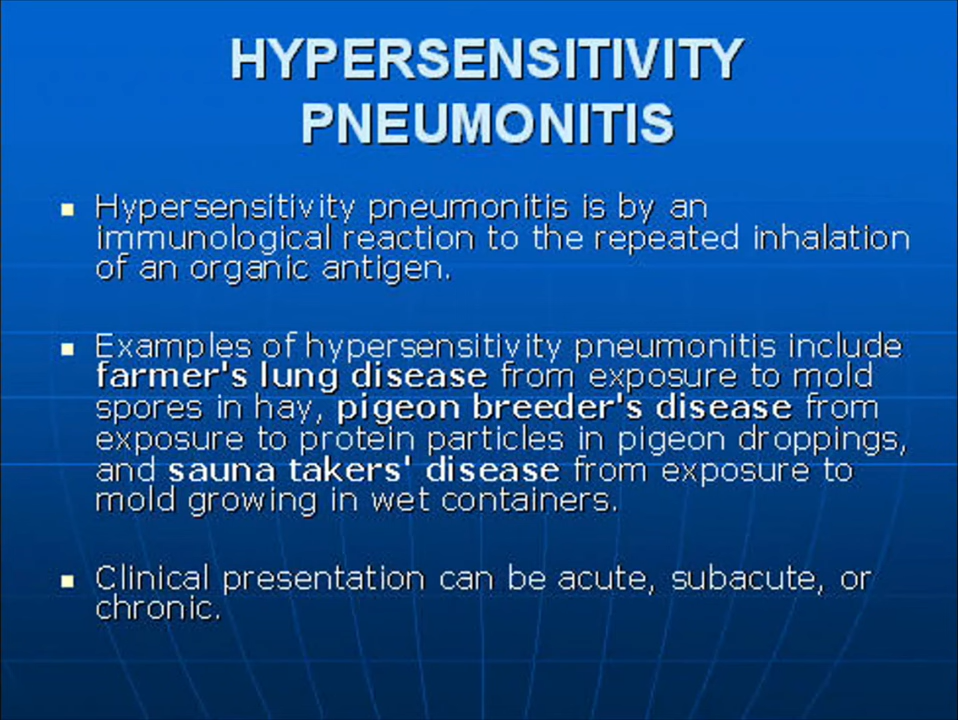 HYPERSENSITIVITY
PNEUMONITIS
Hypersensitivity pneumonitis is by an
immunological reaction to the repeated inhalation
of an organic antigen.
Examples of hypersensitivity pneumonitis include
farmer's lung disease from exposure to mold
spores in hay, pigeon breeder's disease from
exposure to protein particles in pigeon droppings,
and sauna takers' disease from exposure to
mold growing in wet containers.
Clinical presentation can be acute, subacute, or
chronic.